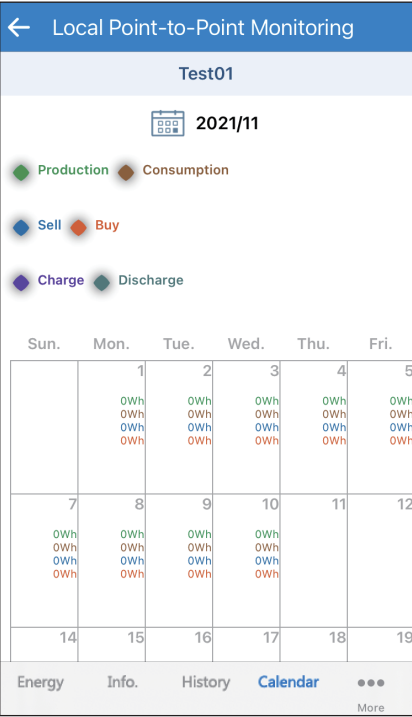 Local Point-to-Point Monitoring
Test01
2021/11
Production Consumption
Sell Buy
Charge Discharge
Sun. Mon. Tue. Wed. Thu. Fri.
1 2 3 4 5
0Wh 0Wh 0Wh 0Wh 0Wh
0Wh 0Wh 0Wh 0Wh 0Wh
0Wh 0Wh 0Wh 0Wh 0Wh
0Wh 0Wh 0Wh 0Wh 0Wh
7 8 9 10 11 12
0Wh 0Wh 0Wh 0Wh
0Wh 0Wh 0Wh 0Wh
0Wh 0Wh 0Wh 0Wh
0Wh 0Wh 0Wh 0Wh
14 15 16 17 18 19
Energy Info. History Calendar
More